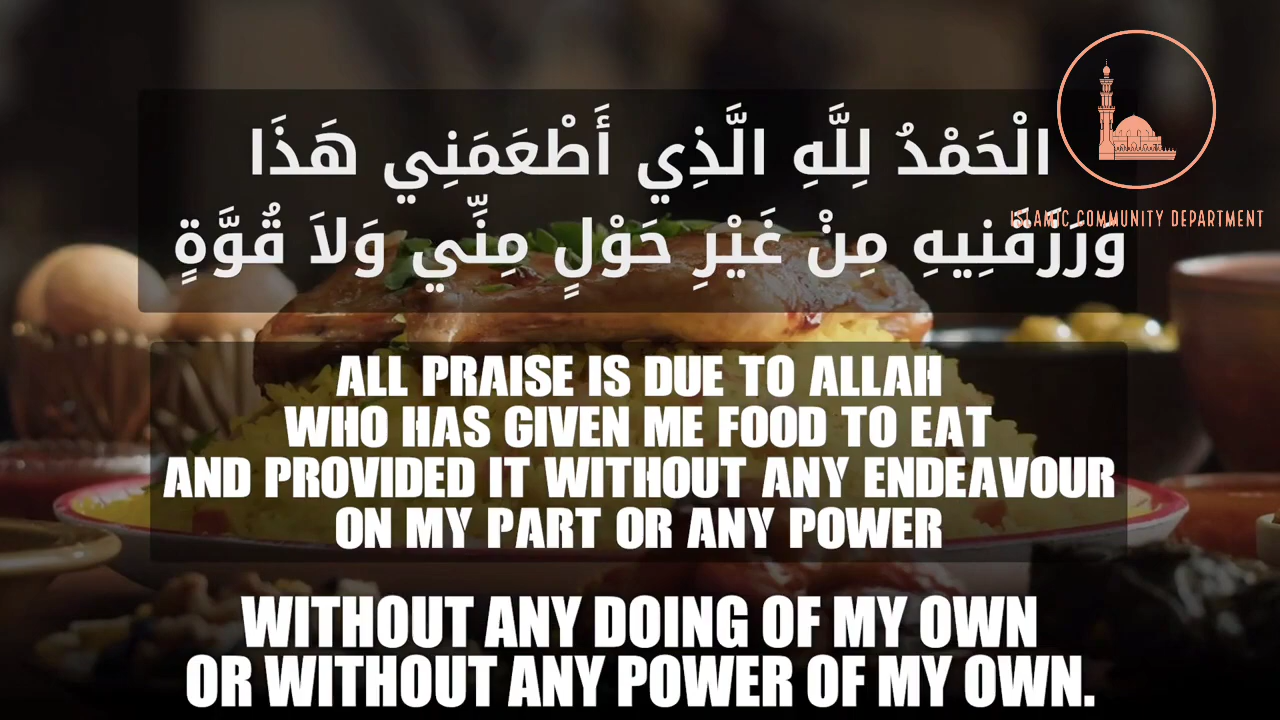 الْحَمْدُ لِلَّهِ الَّذِي أَطْعَمَنِي هَذَا
وَرَزَقَنِيهِ مِنْ غَيْرِ حَوْلٍ مِنِّي وَلاَ قُوَّةٍ
ISLAMIC COMMUNITY DEPARTMENT
ALL PRAISE IS DUE TO ALLAH
WHO HAS GIVEN ME FOOD TO EAT
AND PROVIDED IT WITHOUT ANY ENDEAVOUR
ON MY PART OR ANY POWER
WITHOUT ANY DOING OF MY OWN
OR WITHOUT ANY POWER OF MY OWN.